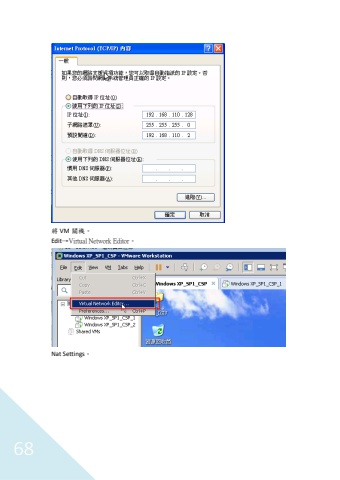 Internet Protocol (TCP/IP) 內容
一般
如果您的網路支援這項功能，您可以取得自動指派的 IP 設定。否
則，您必須詢問網路系統管理員正確的 IP 設定。
自動取得 IP 位址(O)
使用下列的 IP 位址(S):
IP 位址(I):
192 . 168 . 110 . 128
子網路遮罩(U):
255 . 255 . 255 . 0
預設閘道(D):
192 . 168 . 110 . 2
自動取得 DNS 伺服器位址(B)
使用下列的 DNS 伺服器位址(E):
慣用 DNS 伺服器(P):
其他 DNS 伺服器(A):
進階(V)...
確定
取消
將 VM 關機。
Edit→Virtual Network Editor。
Windows XP_SP1_CSP - VMware Workstation
File Edit View VM Tabs Help
Library
Cut Ctrl+X
Copy Ctrl+C
Paste Ctrl+V
Virtual Network Editor...
Preferences... Ctrl+P
Windows XP_SP1_CSP_1
Windows XP_SP1_CSP_2
Shared VMs
Windows XP_SP1_CSP ×
Windows XP_SP1_CSP_1
資源回收筒
Nat Settings。
68